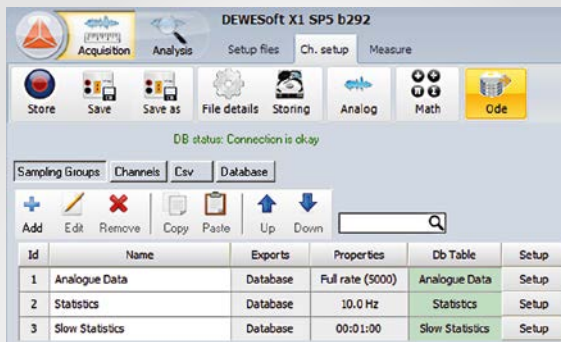 DEWESoft X1 SP5 b292
Acquisition Analysis Setup files Ch. setup Measure
Store Save Save as File details Storing Analog Math Ode
DB status: Connection is okay
Sampling Groups Channels Csv Database
Add Edit Remove Copy Paste Up Down
Id Name Exports Properties Db Table Setup
1 Analogue Data Database Full rate (5000) Analogue Data Setup
2 Statistics Database 10.0 Hz Statistics Setup
3 Slow Statistics Database 00:01:00 Slow Statistics Setup